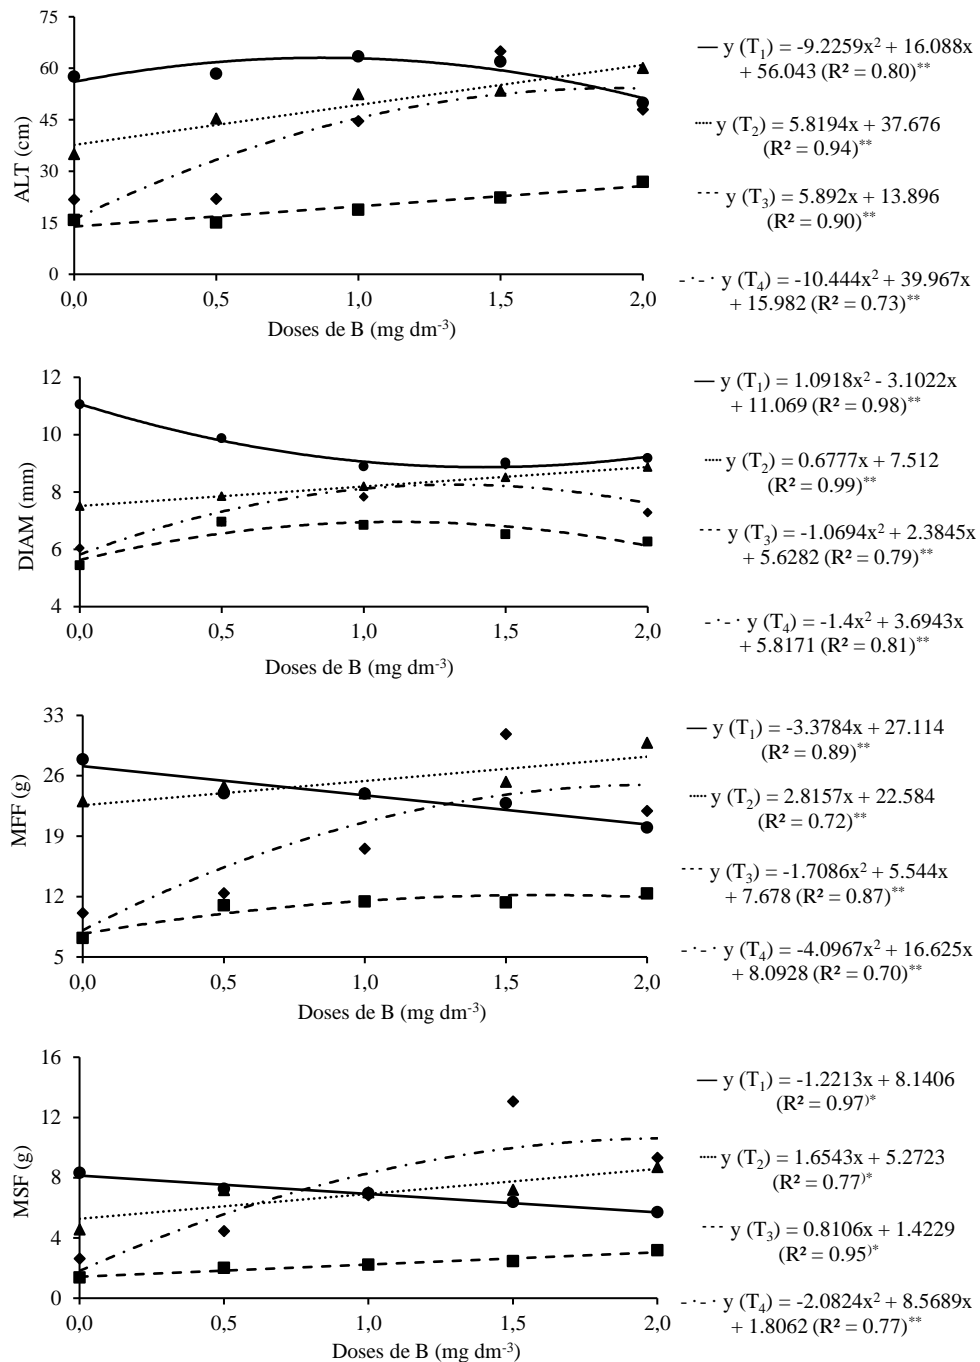 75
60
45
30
15
0
ALT (cm)
0,0 0,5 1,0 1,5 2,0
Doses de B (mg dm⁻³)
y (T₁) = -9.2259x² + 16.088x
+ 56.043 (R² = 0.80)**
y (T₂) = 5.8194x + 37.676
(R² = 0.94)**
y (T₃) = 5.892x + 13.896
(R² = 0.90)**
y (T₄) = -10.444x² + 39.967x
+ 15.982 (R² = 0.73)**
12
10
8
6
4
DIAM (mm)
0,0 0,5 1,0 1,5 2,0
Doses de B (mg dm⁻³)
y (T₁) = 1.0918x² - 3.1022x
+ 11.069 (R² = 0.98)**
y (T₂) = 0.6777x + 7.512
(R² = 0.99)**
y (T₃) = -1.0694x² + 2.3845x
+ 5.6282 (R² = 0.79)**
y (T₄) = -1.4x² + 3.6943x
+ 5.8171 (R² = 0.81)**
33
26
19
12
5
MFF (g)
0,0 0,5 1,0 1,5 2,0
Doses de B (mg dm⁻³)
y (T₁) = -3.3784x + 27.114
(R² = 0.89)**
y (T₂) = 2.8157x + 22.584
(R² = 0.72)**
y (T₃) = -1.7086x² + 5.544x
+ 7.678 (R² = 0.87)**
y (T₄) = -4.0967x² + 16.625x
+ 8.0928 (R² = 0.70)**
16
12
8
4
0
MSF (g)
0,0 0,5 1,0 1,5 2,0
Doses de B (mg dm⁻³)
y (T₁) = -1.2213x + 8.1406
(R² = 0.97)*
y (T₂) = 1.6543x + 5.2723
(R² = 0.77)*
y (T₃) = 0.8106x + 1.4229
(R² = 0.95)*
y (T₄) = -2.0824x² + 8.5689x
+ 1.8062 (R² = 0.77)**